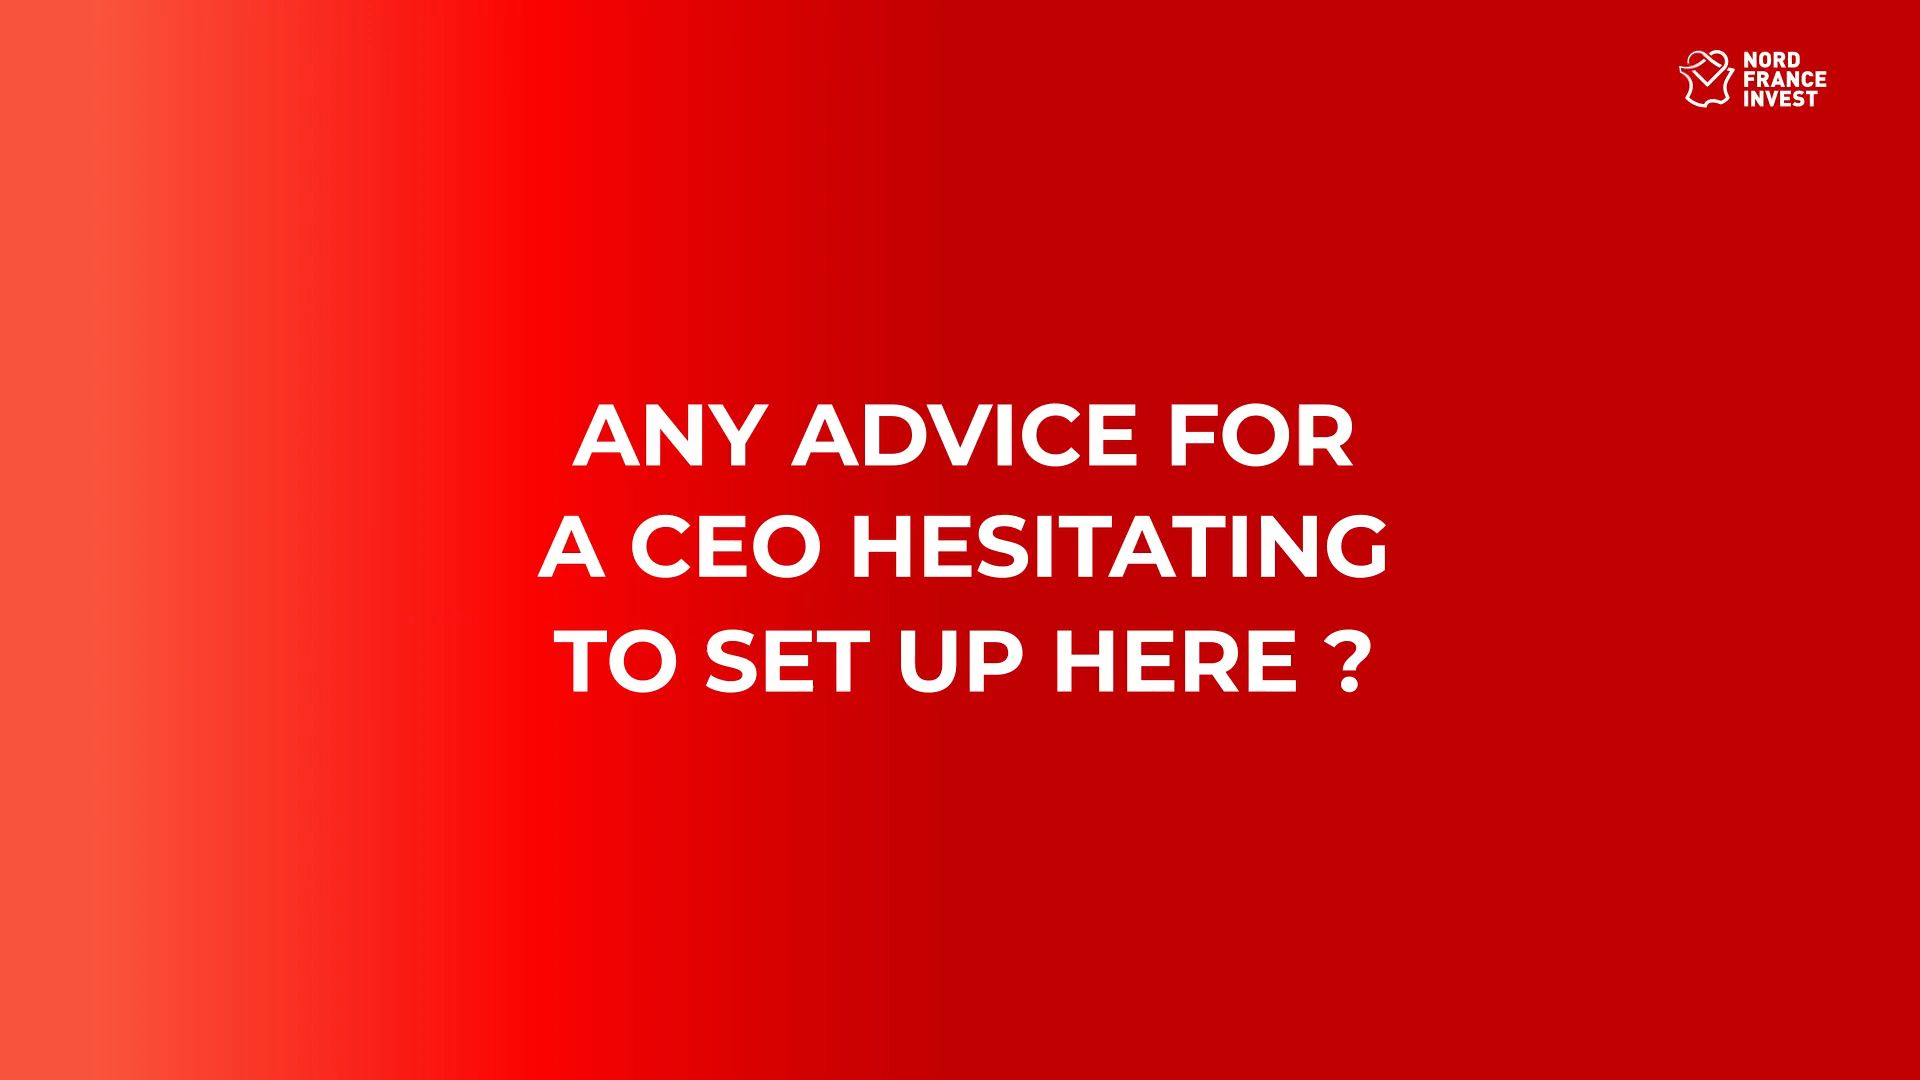 NORD
FRANCE
INVEST
ANY ADVICE FOR
A CEO HESITATING
TO SET UP HERE ?